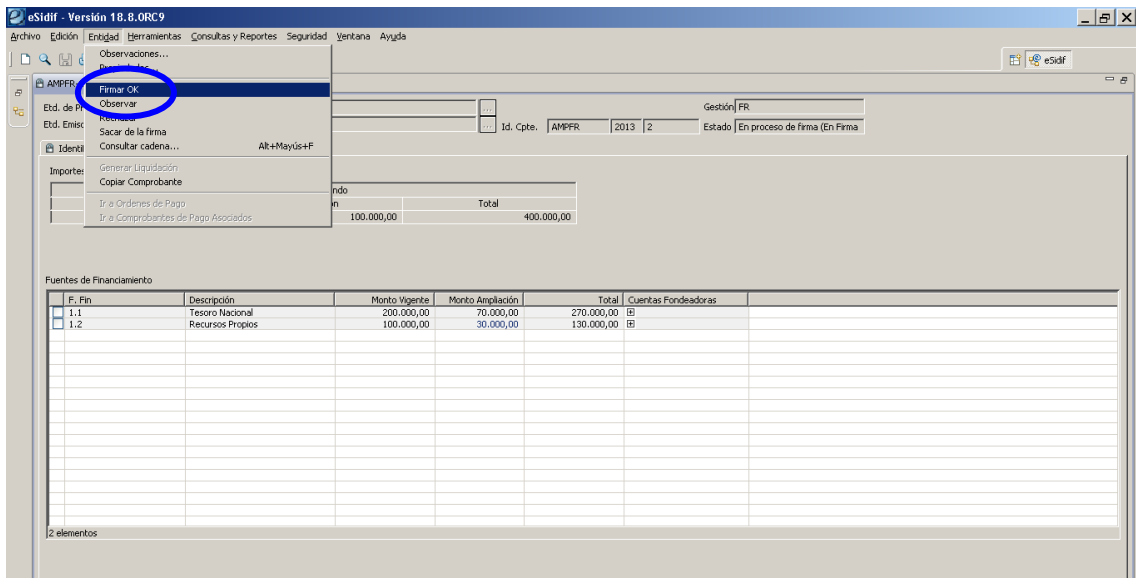 eSidif - Versión 18.8.0RC9
Archivo Edición Entidad Herramientas Consultas y Reportes Seguridad Ventana Ayuda
Observaciones...
eSidif
AMPFR
Firmar OK
Observar
Rechazar
Sacar de la firma
Consultar cadena... Alt+Mayús+F
Generar Liquidación
Copiar Comprobante
Ir a Ordenes de Pago
Ir a Comprobantes de Pago Asociados
Etd. de P ... Gestión FR
Etd. Emisc ... Id. Cpte. AMPFR 2013 2 Estado En proceso de firma (En Firma
Identi
Importes
ndo
n Total
100.000,00 400.000,00
Fuentes de Financiamiento
F. Fin Descripción Monto Vigente Monto Ampliación Total Cuentas Fondeadoras
1.1 Tesoro Nacional 200.000,00 70.000,00 270.000,00
1.2 Recursos Propios 100.000,00 30.000,00 130.000,00
2 elementos